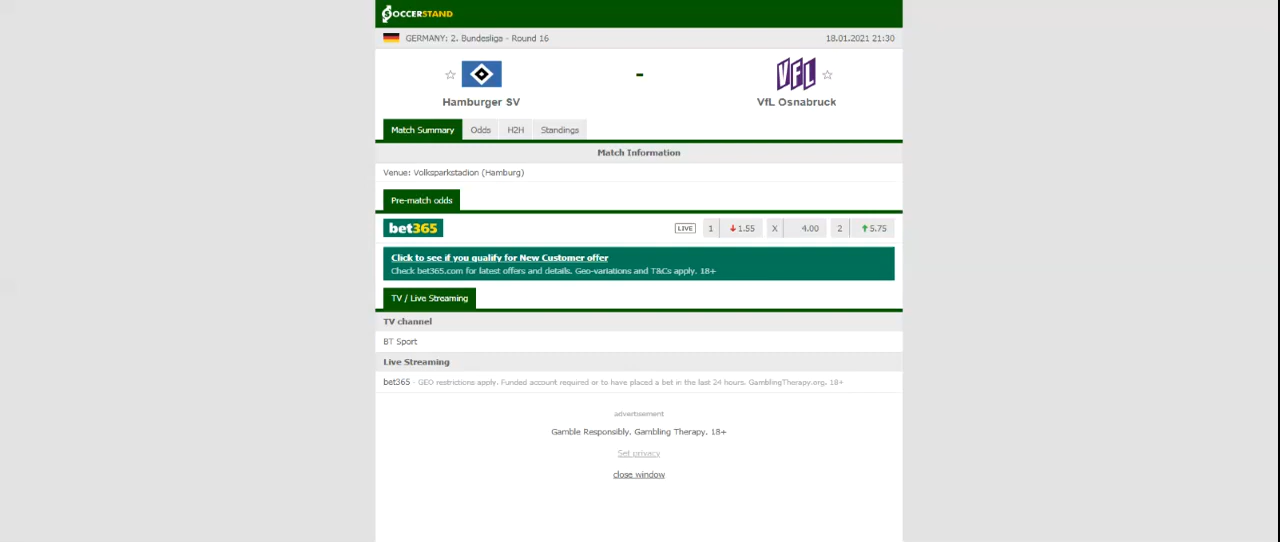 SOCCERSTAND
GERMANY: 2. Bundesliga - Round 16 18.01.2021 21:30
VFL
-
Hamburger SV VfL Osnabruck
Match Summary Odds H2H Standings
Match Information
Venue: Volksparkstadion (Hamburg)
Pre-match odds
bet365 LIVE 1 1.55 X 4.00 2 5.75
Click to see if you qualify for New Customer offer
Check bet365.com for latest offers and details. Geo-variations and T&Cs apply. 18+
TV / Live Streaming
TV channel
BT Sport
Live Streaming
bet365 - GEO restrictions apply. Funded account required or to have placed a bet in the last 24 hours. GamblingTherapy.org, 18+
advertisement
Gamble Responsibly. Gambling Therapy. 18+
Set privacy
close window